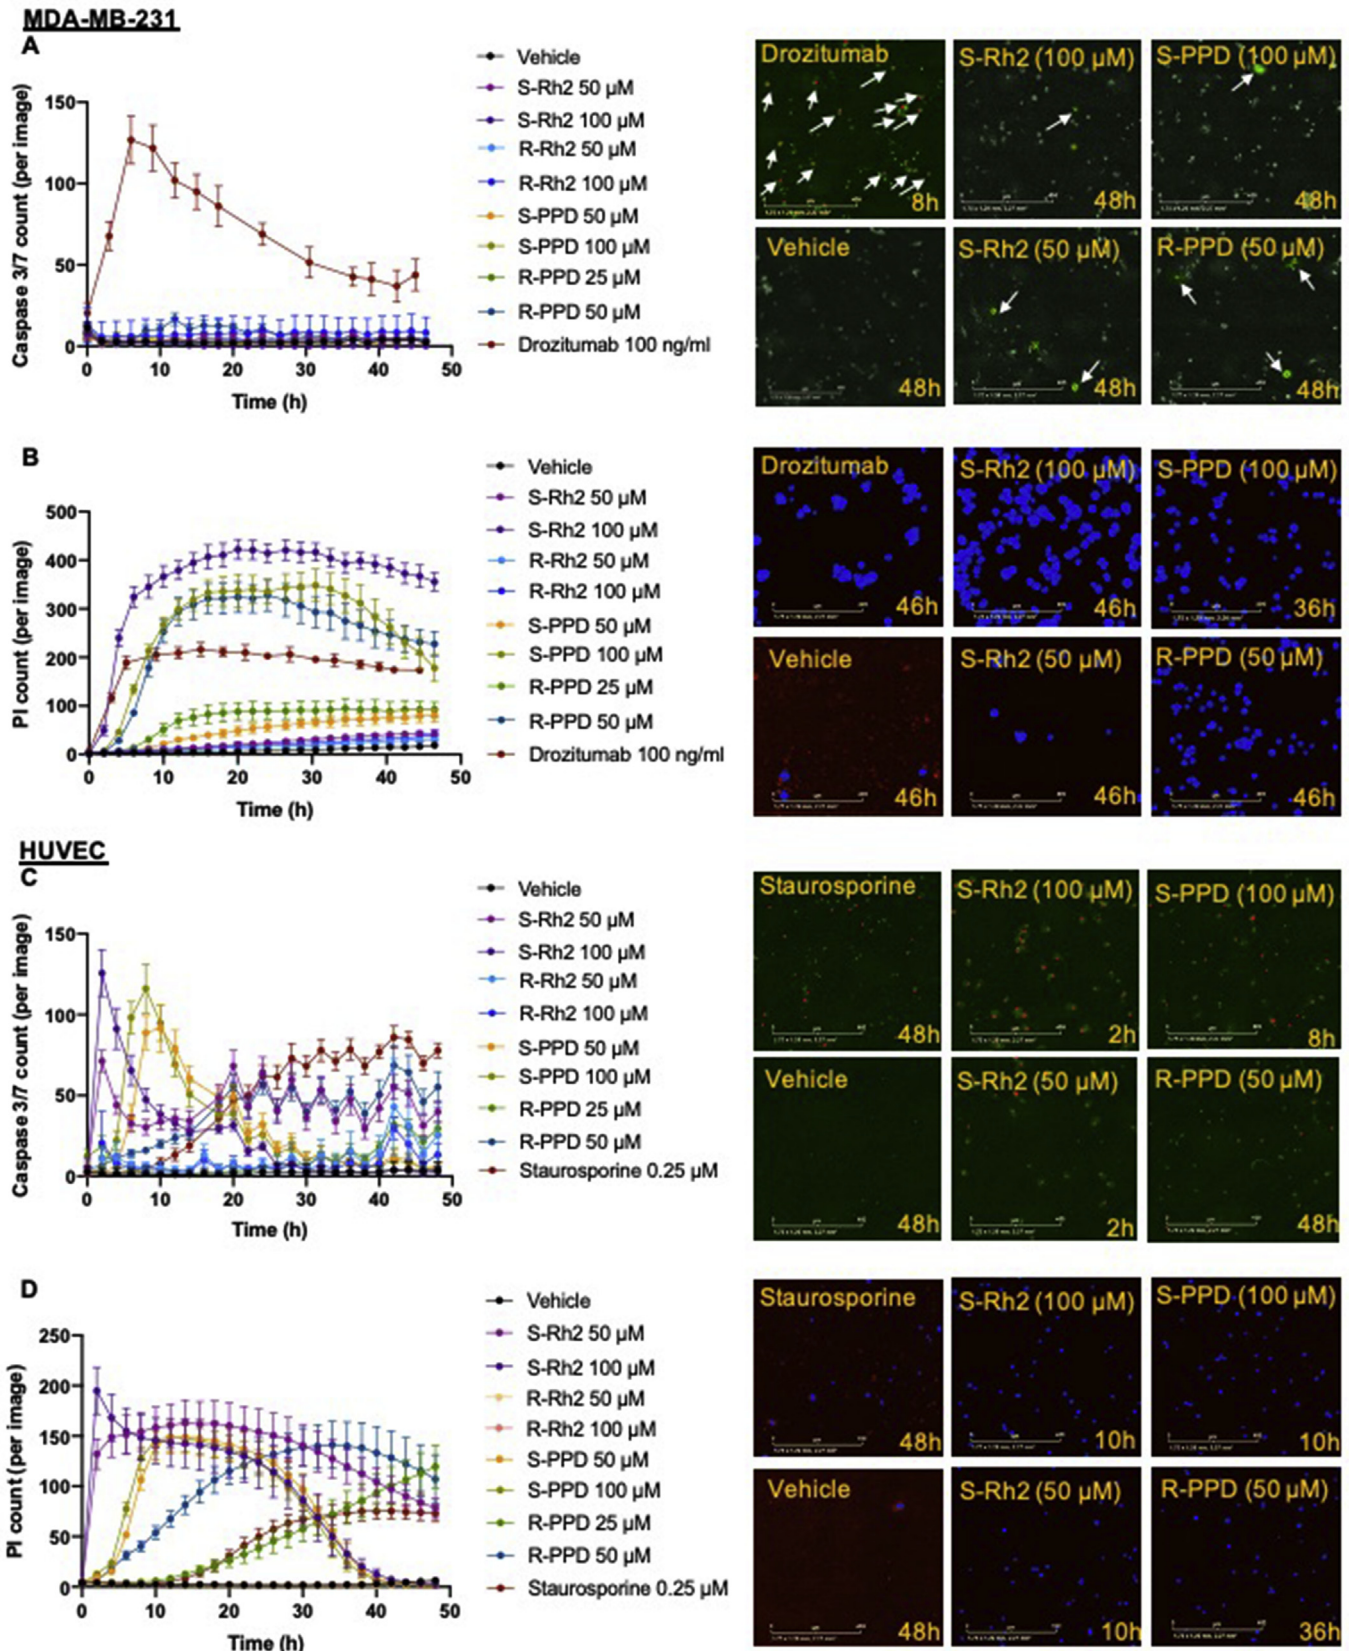 MDA-MB-231
A
Caspase 3/7 count (per image)
150
100
50
0
0 10 20 30 40 50
Time (h)
Vehicle
S-Rh2 50 µM
S-Rh2 100 µM
R-Rh2 50 µM
R-Rh2 100 µM
S-PPD 50 µM
S-PPD 100 µM
R-PPD 25 µM
R-PPD 50 µM
Drozitumab 100 ng/ml
Drozitumab
8h
S-Rh2 (100 µM)
48h
S-PPD (100 µM)
48h
Vehicle
48h
S-Rh2 (50 µM)
48h
R-PPD (50 µM)
48h
B
PI count (per image)
500
400
300
200
100
0
0 10 20 30 40 50
Time (h)
Vehicle
S-Rh2 50 µM
S-Rh2 100 µM
R-Rh2 50 µM
R-Rh2 100 µM
S-PPD 50 µM
S-PPD 100 µM
R-PPD 25 µM
R-PPD 50 µM
Drozitumab 100 ng/ml
Drozitumab
46h
S-Rh2 (100 µM)
46h
S-PPD (100 µM)
36h
Vehicle
46h
S-Rh2 (50 µM)
46h
R-PPD (50 µM)
46h
HUVEC
C
Caspase 3/7 count (per image)
150
100
50
0
0 10 20 30 40 50
Time (h)
Vehicle
S-Rh2 50 µM
S-Rh2 100 µM
R-Rh2 50 µM
R-Rh2 100 µM
S-PPD 50 µM
S-PPD 100 µM
R-PPD 25 µM
R-PPD 50 µM
Staurosporine 0.25 µM
Staurosporine
48h
S-Rh2 (100 µM)
2h
S-PPD (100 µM)
8h
Vehicle
48h
S-Rh2 (50 µM)
2h
R-PPD (50 µM)
48h
D
PI count (per image)
250
200
150
100
50
0
0 10 20 30 40 50
Time (h)
Vehicle
S-Rh2 50 µM
S-Rh2 100 µM
R-Rh2 50 µM
R-Rh2 100 µM
S-PPD 50 µM
S-PPD 100 µM
R-PPD 25 µM
R-PPD 50 µM
Staurosporine 0.25 µM
Staurosporine
48h
S-Rh2 (100 µM)
10h
S-PPD (100 µM)
10h
Vehicle
48h
S-Rh2 (50 µM)
10h
R-PPD (50 µM)
36h